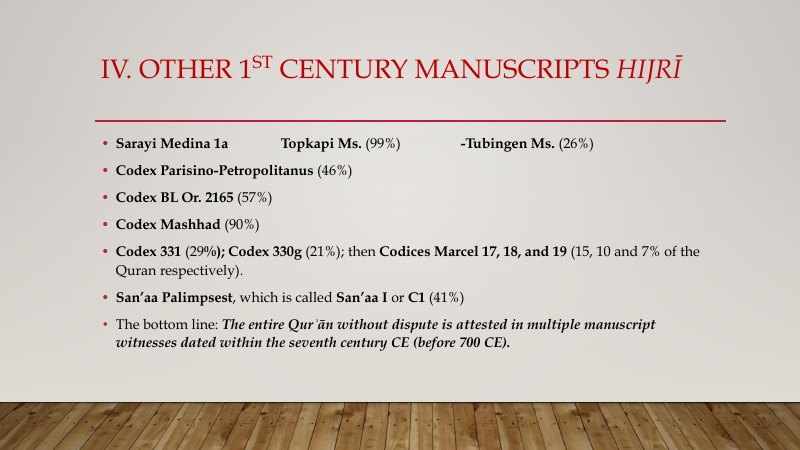 IV. OTHER 1ST CENTURY MANUSCRIPTS HIJRĪ
• Sarayi Medina 1a Topkapi Ms. (99%) -Tubingen Ms. (26%)
• Codex Parisino-Petropolitanus (46%)
• Codex BL Or. 2165 (57%)
• Codex Mashhad (90%)
• Codex 331 (29%); Codex 330g (21%); then Codices Marcel 17, 18, and 19 (15, 10 and 7% of the
Quran respectively).
• San’aa Palimpsest, which is called San’aa I or C1 (41%)
• The bottom line: The entire Qurʾān without dispute is attested in multiple manuscript
witnesses dated within the seventh century CE (before 700 CE).